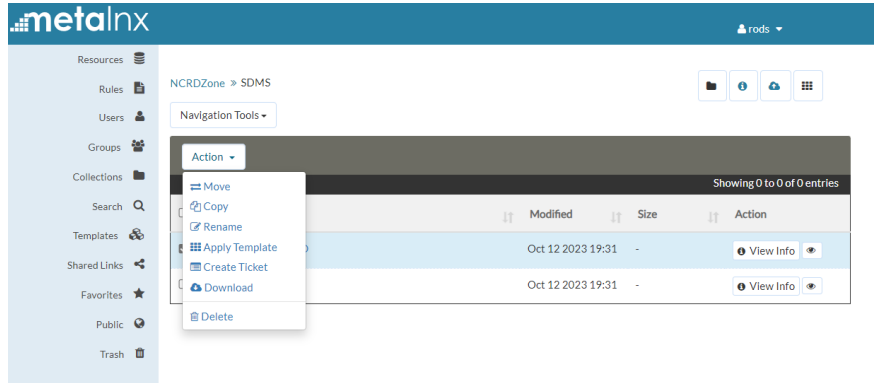 metalnx
rods
Resources
Rules
Users
Groups
Collections
Search
Templates
Shared Links
Favorites
Public
Trash
NCRDZone » SDMS
Navigation Tools
Action
Showing 0 to 0 of 0 entries
Move
Copy
Rename
Apply Template
Create Ticket
Download
Delete
Modified Size Action
Oct 12 2023 19:31 - View Info
Oct 12 2023 19:31 - View Info